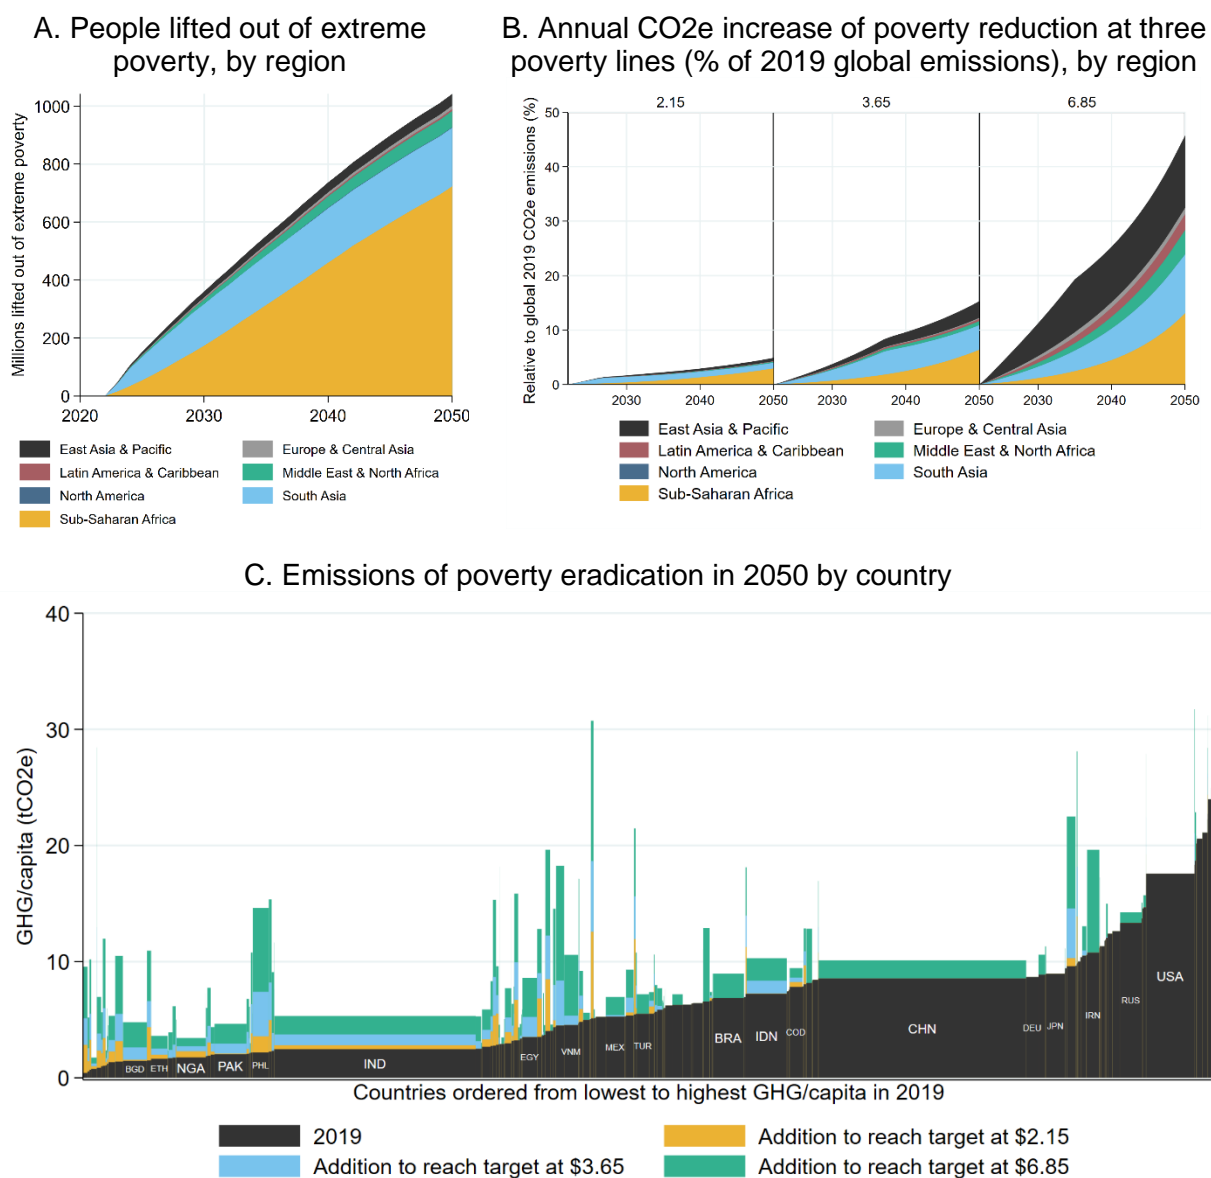 A. People lifted out of extreme
poverty, by region
B. Annual CO2e increase of poverty reduction at three
poverty lines (% of 2019 global emissions), by region
Millions lifted out of extreme poverty
1000
800
600
400
200
0
2020
2030
2040
2050
East Asia & Pacific
Europe & Central Asia
Latin America & Caribbean
Middle East & North Africa
North America
South Asia
Sub-Saharan Africa
Relative to global 2019 CO2e emissions (%)
2.15
3.65
6.85
50
40
30
20
10
0
2030
2040
2050
2030
2040
2050
2030
2040
2050
East Asia & Pacific
Europe & Central Asia
Latin America & Caribbean
Middle East & North Africa
North America
South Asia
Sub-Saharan Africa
C. Emissions of poverty eradication in 2050 by country
GHG/capita (tCO2e)
40
30
20
10
0
BGD
ETH
NGA
PAK
PHL
IND
EGY
VNM
MEX
TUR
BRA
IDN
COD
CHN
DEU
JPN
IRN
RUS
USA
Countries ordered from lowest to highest GHG/capita in 2019
2019
Addition to reach target at $2.15
Addition to reach target at $3.65
Addition to reach target at $6.85